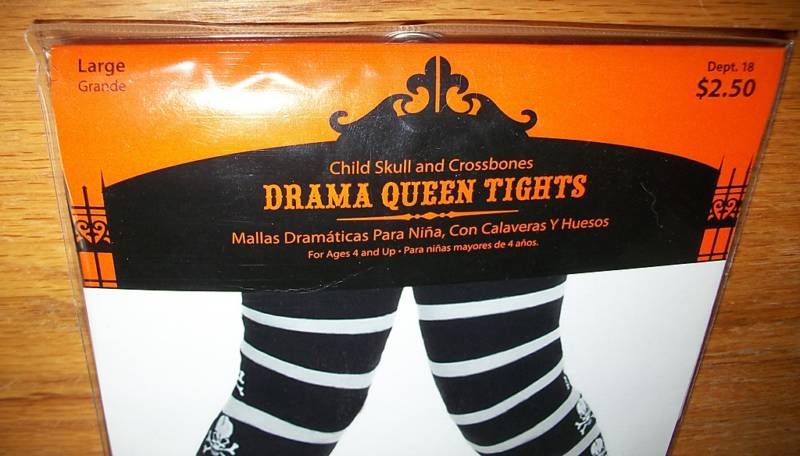 Large
Grande
Dept. 18
$2.50
Child Skull and Crossbones
DRAMA QUEEN TIGHTS
Mallas Dramáticas Para Niña, Con Calaveras Y Huesos
For Ages 4 and Up • Para niñas mayores de 4 años.